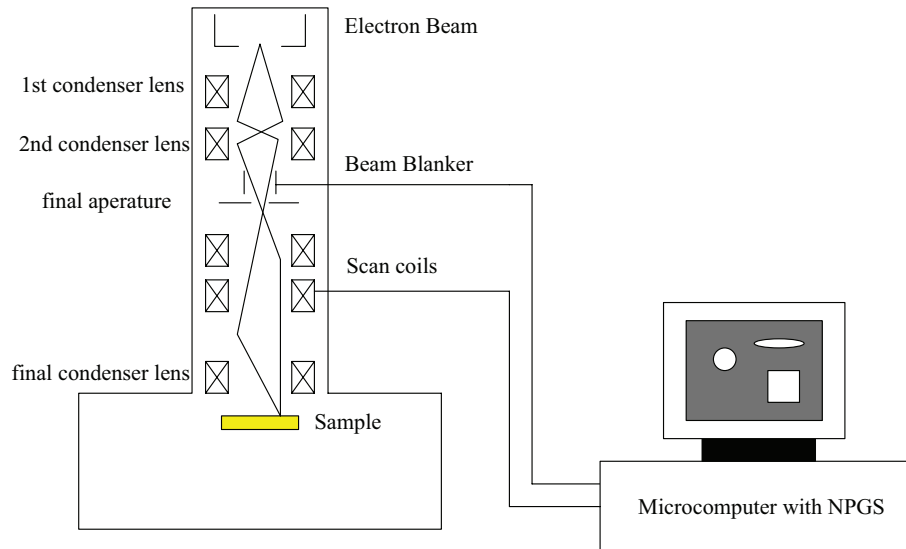 Electron Beam
1st condenser lens
2nd condenser lens
Beam Blanker
final aperature
Scan coils
final condenser lens
Sample
Microcomputer with NPGS